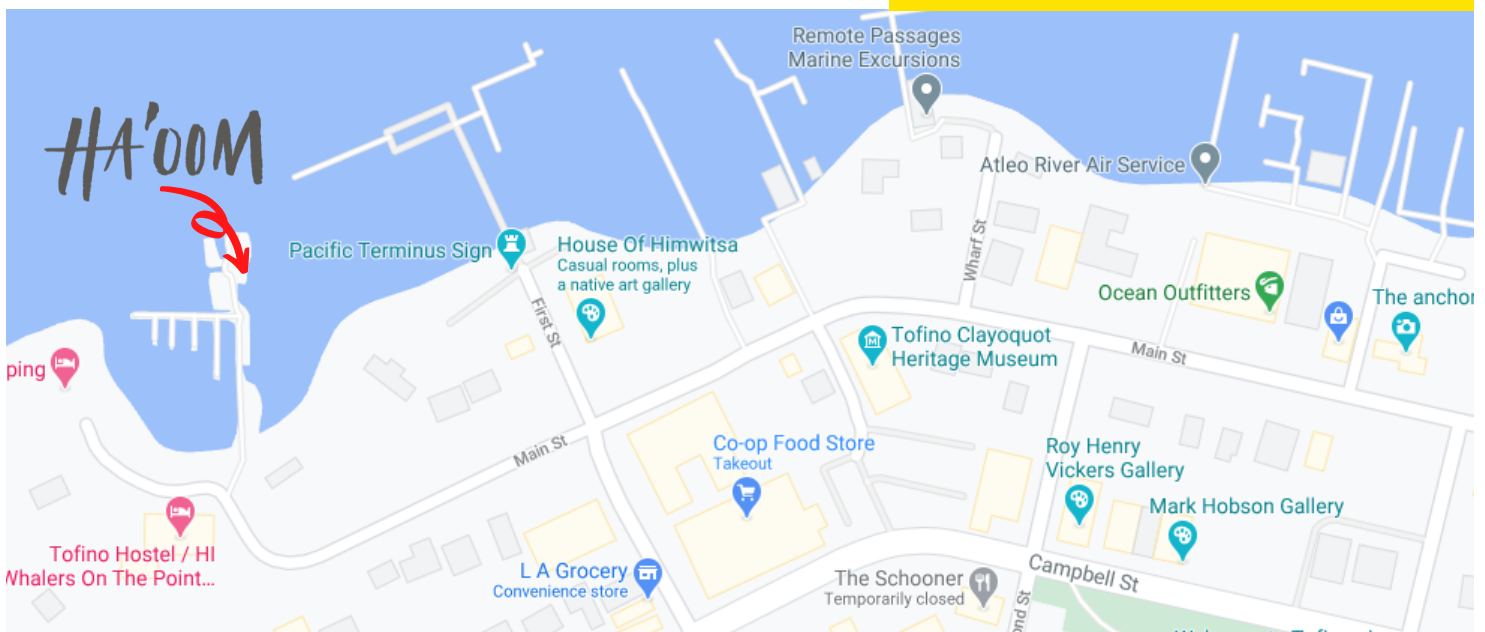 Remote Passages
Marine Excursions
HA'OOM
Atleo River Air Service
Pacific Terminus Sign
House Of Himwitsa
Casual rooms, plus
a native art gallery
Wharf St
Ocean Outfitters
The anchor
First St
Tofino Clayoquot
Heritage Museum
Main St
ping
Main St
Co-op Food Store
Takeout
Roy Henry
Vickers Gallery
Mark Hobson Gallery
Tofino Hostel / HI
Whalers On The Point...
L A Grocery
Convenience store
The Schooner
Temporarily closed
Campbell St
ond St